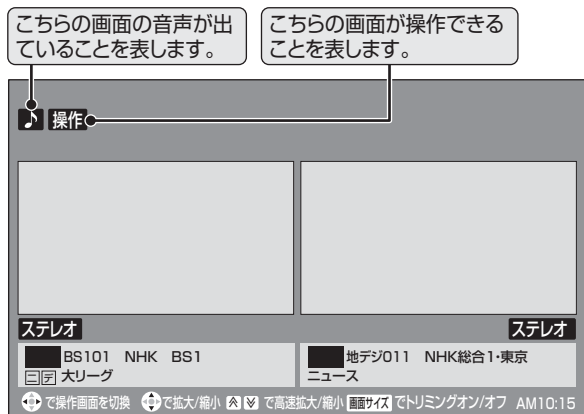 こちらの画面の音声が出
ていることを表します。
こちらの画面が操作できる
ことを表します。
♪ 操作
ステレオ
ステレオ
BS101 NHK BS1
二デ 大リーグ
地デジ011 NHK総合1・東京
ニュース
で操作画面を切換 で拡大/縮小 で高速拡大/縮小 画面サイズ でトリミングオン/オフ AM10:15